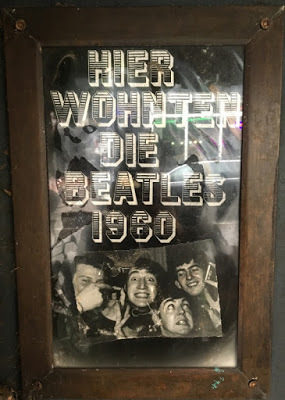 HIER
WOHNTEN
DIE
BEATLES
1960